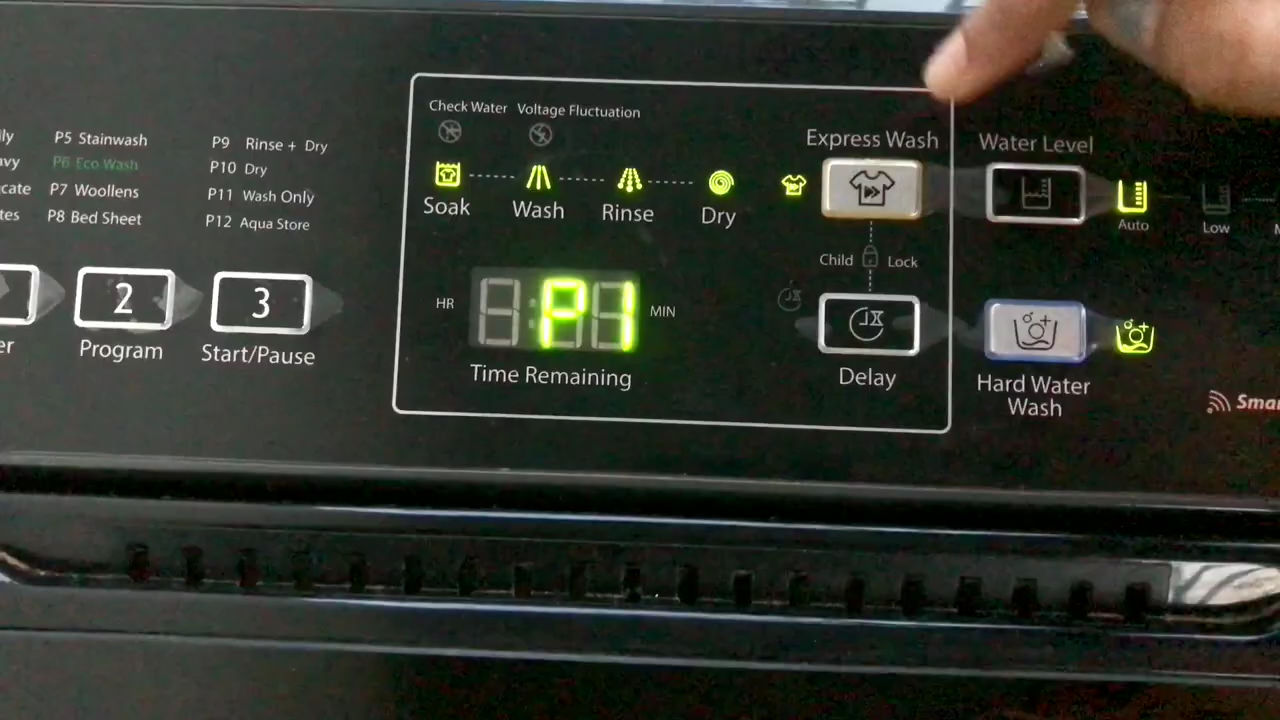 Check Water Voltage Fluctuation
P5 Stainwash
P6 Eco Wash
P7 Woollens
P8 Bed Sheet
P9 Rinse + Dry
P10 Dry
P11 Wash Only
P12 Aqua Store
Soak
Wash
Rinse
Dry
Express Wash
Water Level
Auto
Low
Child Lock
HR
P1
MIN
Time Remaining
2
Program
3
Start/Pause
Delay
Hard Water
Wash